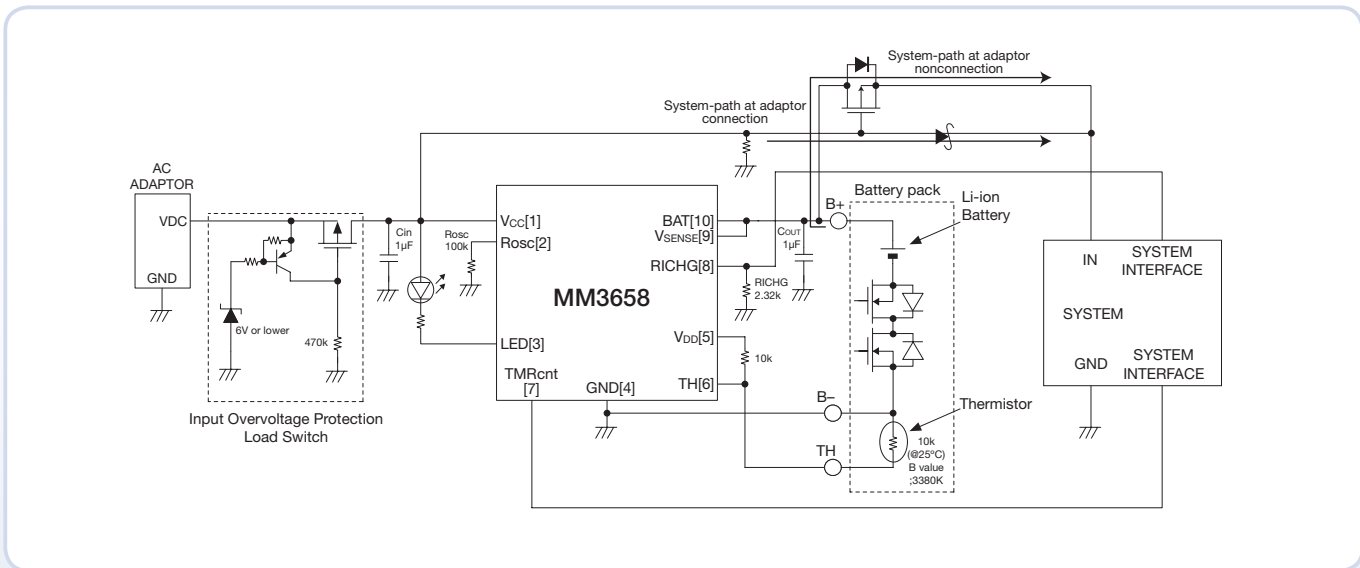 System-path at adaptor
nonconnection
System-path at adaptor
connection
AC
ADAPTOR
VDC
GND
6V or lower
470k
Input Overvoltage Protection
Load Switch
Cin
1µF
Rosc
100k
VCC[1]
Rosc[2]
LED[3]
TMRcnt
[7]
GND[4]
MM3658
BAT[10]
VSENSE[9]
RICHG[8]
VDD[5]
TH[6]
COUT
1µF
RICHG
2.32k
10k
B+
B–
TH
Battery pack
Li-ion
Battery
Thermistor
10k
(@25°C)
B value
;3380K
IN
SYSTEM
INTERFACE
SYSTEM
GND
SYSTEM
INTERFACE